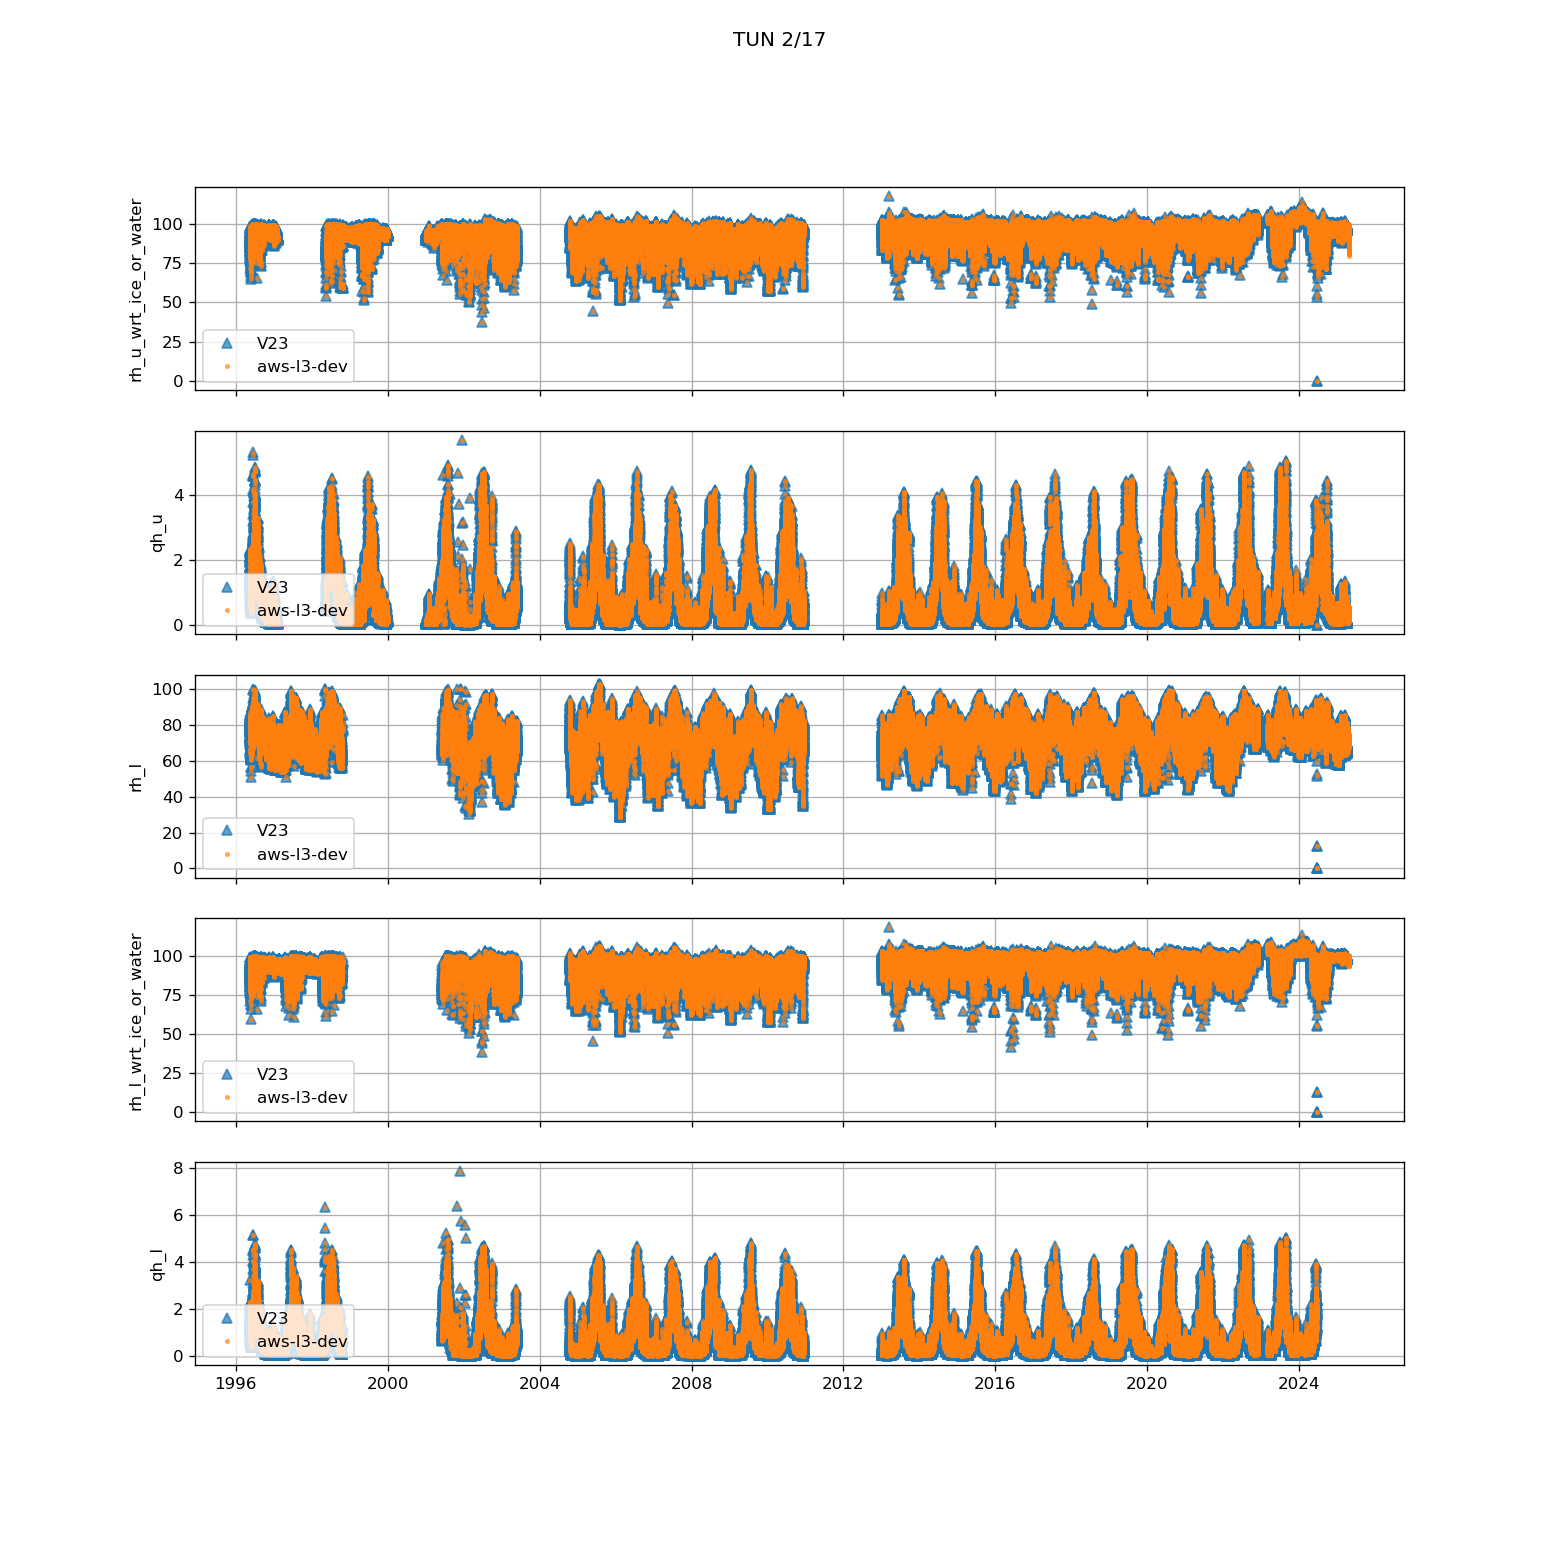 TUN 2/17
rh_u_wrt_ice_or_water
100
75
50
25
0
V23
aws-l3-dev
qh_u
4
2
0
V23
aws-l3-dev
rh_l
100
80
60
40
20
0
V23
aws-l3-dev
rh_l_wrt_ice_or_water
100
75
50
25
0
V23
aws-l3-dev
qh_l
8
6
4
2
0
V23
aws-l3-dev
1996 2000 2004 2008 2012 2016 2020 2024